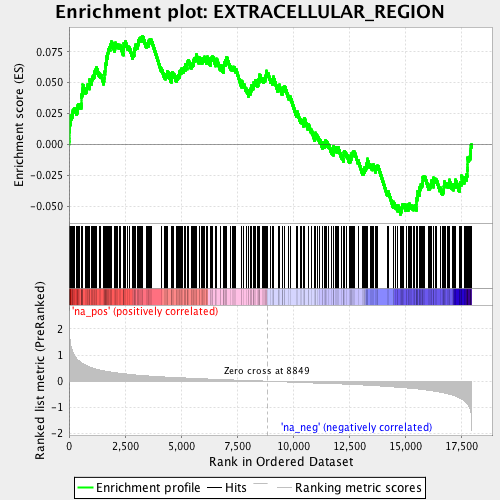 Enrichment plot: EXTRACELLULAR_REGION
Enrichment score (ES)
0.075
0.050
0.025
0.000
-0.025
-0.050
Ranked list metric (PreRanked)
'na_pos' (positively correlated)
2
1
0
-1
-2
Zero cross at 8849
'na_neg' (negatively correlated)
0
2,500
5,000
7,500
10,000
12,500
15,000
17,500
Rank in Ordered Dataset
Enrichment profile
Hits
Ranking metric scores